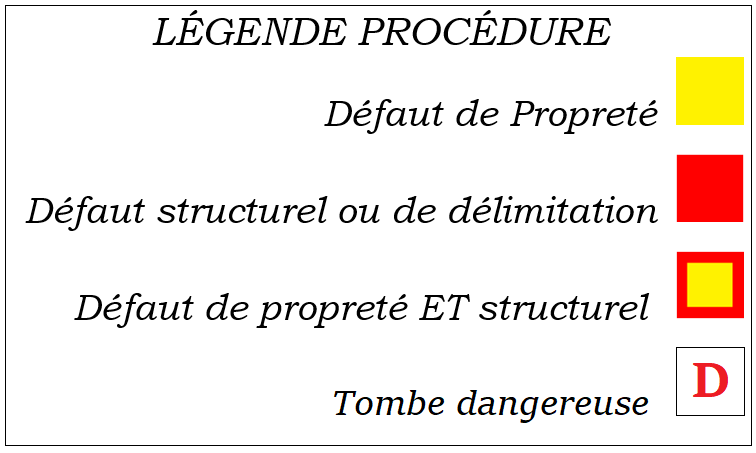 LÉGENDE PROCÉDURE
Défaut de Propreté
Défaut structurel ou de délimitation
Défaut de propreté ET structurel
Tombe dangereuse D